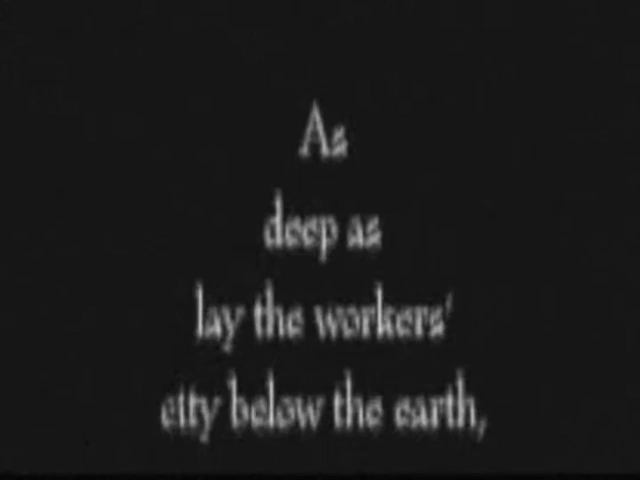 As
deep as
lay the workers'
city below the earth,